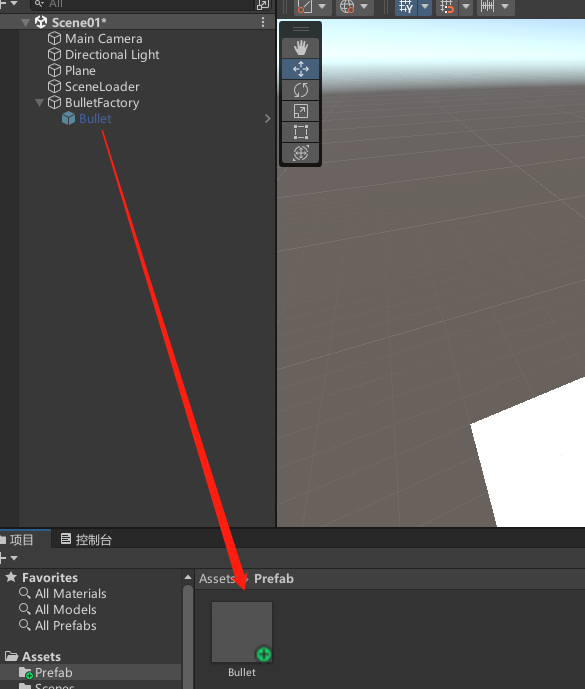 All
Scene01*
Main Camera
Directional Light
Plane
SceneLoader
BulletFactory
Bullet
项目
控制台
Favorites
All Materials
All Models
All Prefabs
Assets
Prefab
Scenes
Assets Prefab
Bullet